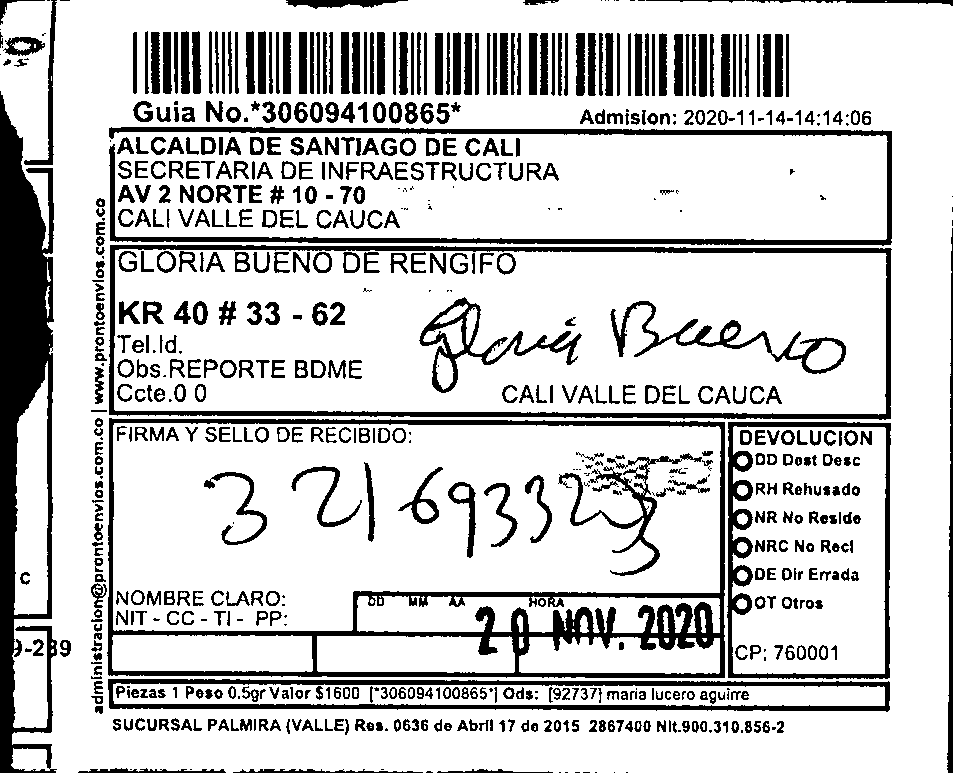 Guia No.*306094100865*
Admision: 2020-11-14-14:14:06
ALCALDIA DE SANTIAGO DE CALI
SECRETARIA DE INFRAESTRUCTURA
AV 2 NORTE # 10 - 70
CALI VALLE DEL CAUCA
GLORIA BUENO DE RENGIFO
KR 40 # 33 - 62
Tel.Id.
Obs.REPORTE BDME
Ccte.0 0
Gloria Bueno
CALI VALLE DEL CAUCA
administracion@prontoenvios.com.co | www.prontoenvios.com.co
FIRMA Y SELLO DE RECIBIDO:
NOMBRE CLARO:
NIT - CC - TI - PP:
DD MM AA HORA
20 NOV. 2020
DEVOLUCION
DD Dest Desc
RH Rehusado
NR No Reside
NRC No Recl
DE Dir Errada
OT Otros
CP: 760001
Piezas 1 Peso 0.5gr Valor $1600 [*306094100865*] Ods: [92737] maria lucero aguirre
SUCURSAL PALMIRA (VALLE) Res. 0636 de Abril 17 de 2015 2867400 Nit.900.310.856-2